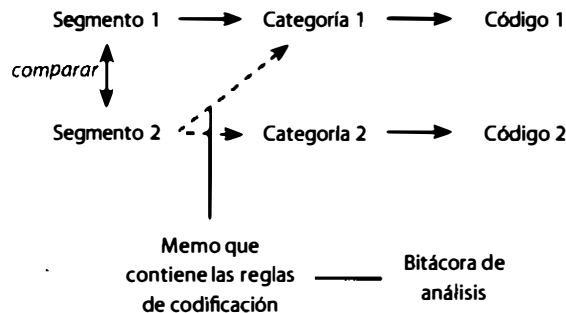 Segmento 1 Categoría 1 Código 1
comparar
Segmento 2 Categoría 2 Código 2
Memo que
contiene las reglas
de codificación
Bitácora de
análisis